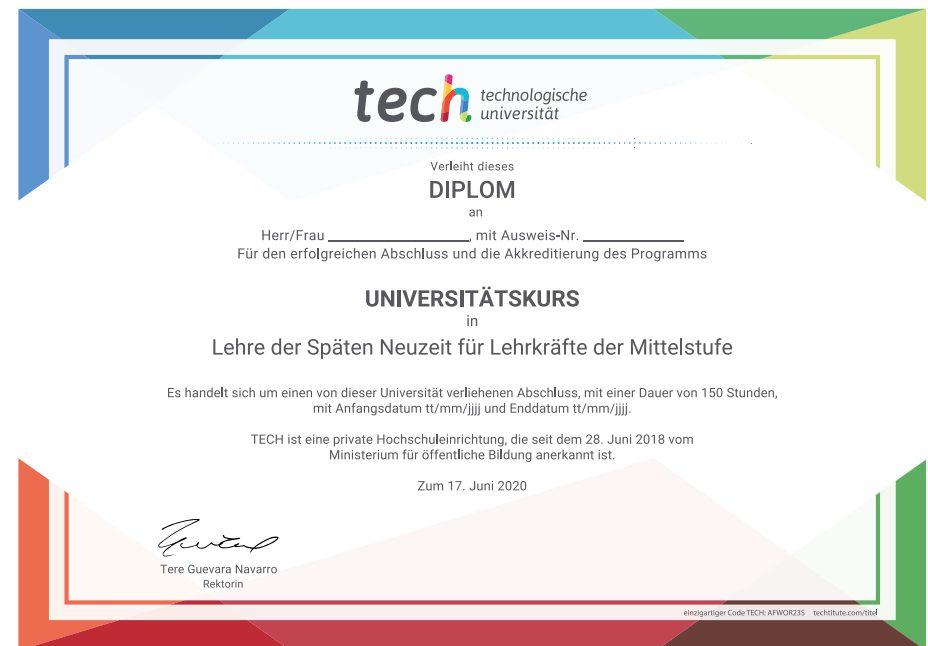 tech technologische
universität
Verleiht dieses
DIPLOM
an
Herr/Frau ________________, mit Ausweis-Nr. ____________
Für den erfolgreichen Abschluss und die Akkreditierung des Programms
UNIVERSITÄTSKURS
in
Lehre der Späten Neuzeit für Lehrkräfte der Mittelstufe
Es handelt sich um einen von dieser Universität verliehenen Abschluss, mit einer Dauer von 150 Stunden,
mit Anfangsdatum tt/mm/jjjj und Enddatum tt/mm/jjjj.
TECH ist eine private Hochschuleinrichtung, die seit dem 28. Juni 2018 vom
Ministerium für öffentliche Bildung anerkannt ist.
Zum 17. Juni 2020
Tere Guevara Navarro
Rektorin
einzigartiger Code TECH: AFWOR23S techtitute.com/titel